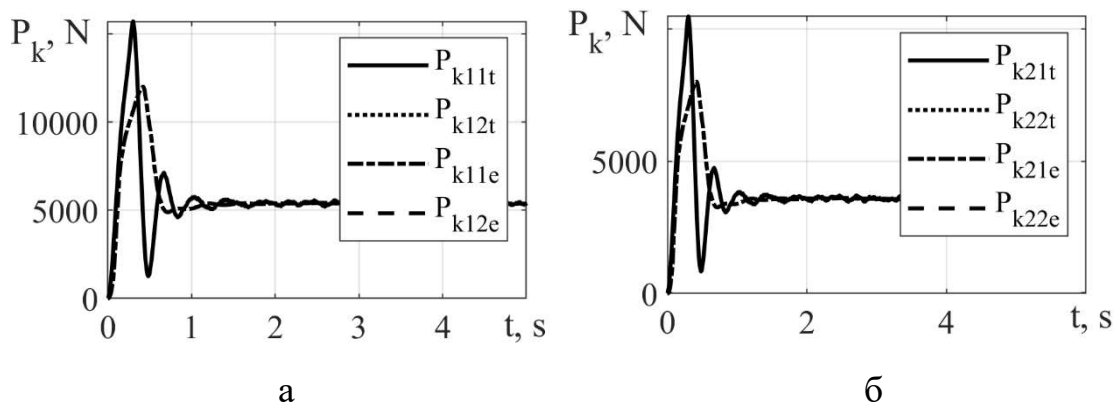 P_k, N
10000
5000
0
0 1 2 3 4 t, s
P_k11t
P_k12t
P_k11e
P_k12e
а
P_k, N
5000
0
0 2 4 t, s
P_k21t
P_k22t
P_k21e
P_k22e
б